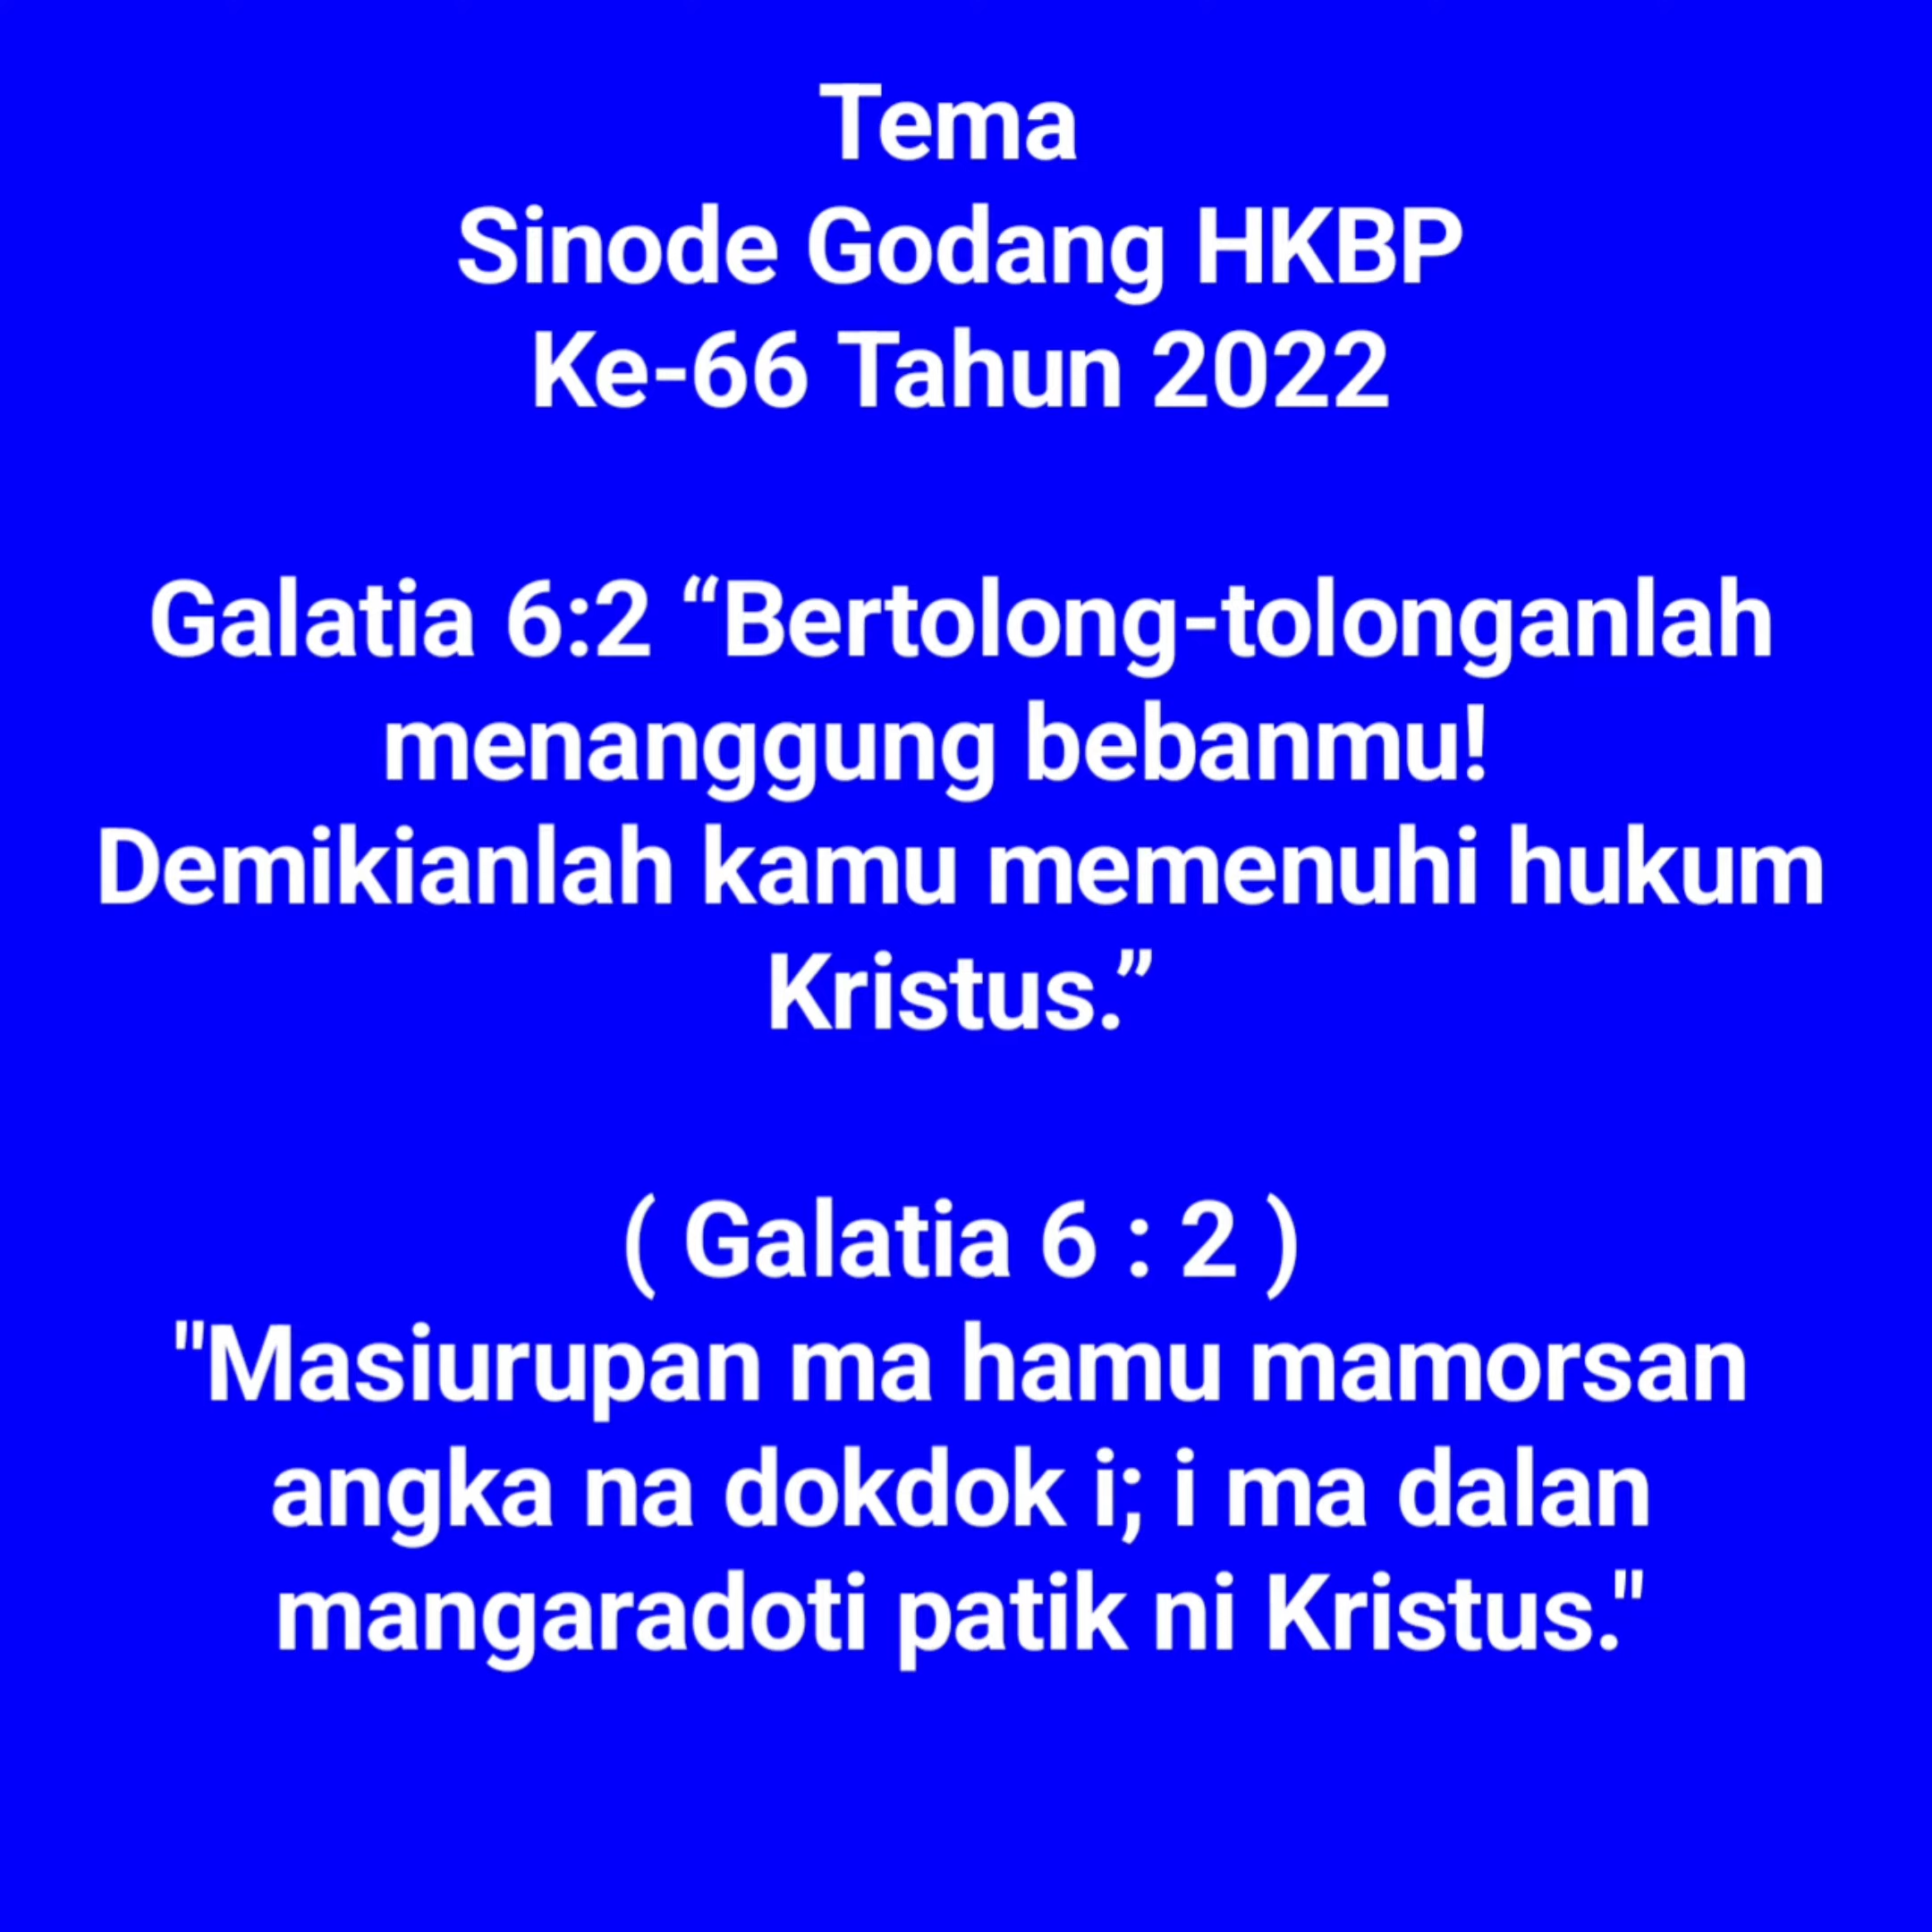 Tema
Sinode Godang HKBP
Ke-66 Tahun 2022
Galatia 6:2 “Bertolong-tolonganlah
menanggung bebanmu!
Demikianlah kamu memenuhi hukum
Kristus.”
( Galatia 6 : 2 )
"Masiurupan ma hamu mamorsan
angka na dokdok i; i ma dalan
mangaradoti patik ni Kristus."